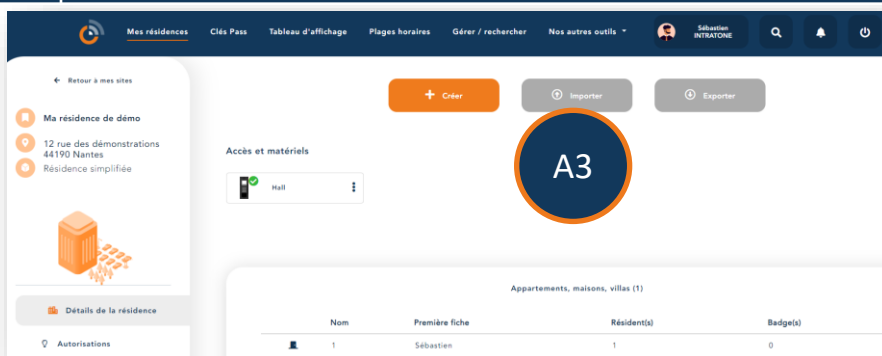 Mes résidences Clés Pass Tableau d'affichage Plages horaires Gérer / rechercher Nos autres outils Sébastien INTRATONE
Retour à mes sites
+ Créer Importer Exporter
Ma résidence de démo
12 rue des démonstrations
44190 Nantes
Résidence simplifiée
Accès et matériels
Hall
A3
Détails de la résidence
Autorisations
Appartements, maisons, villas (1)
Nom Première fiche Résident(s) Badge(s)
1 Sébastien 1 0